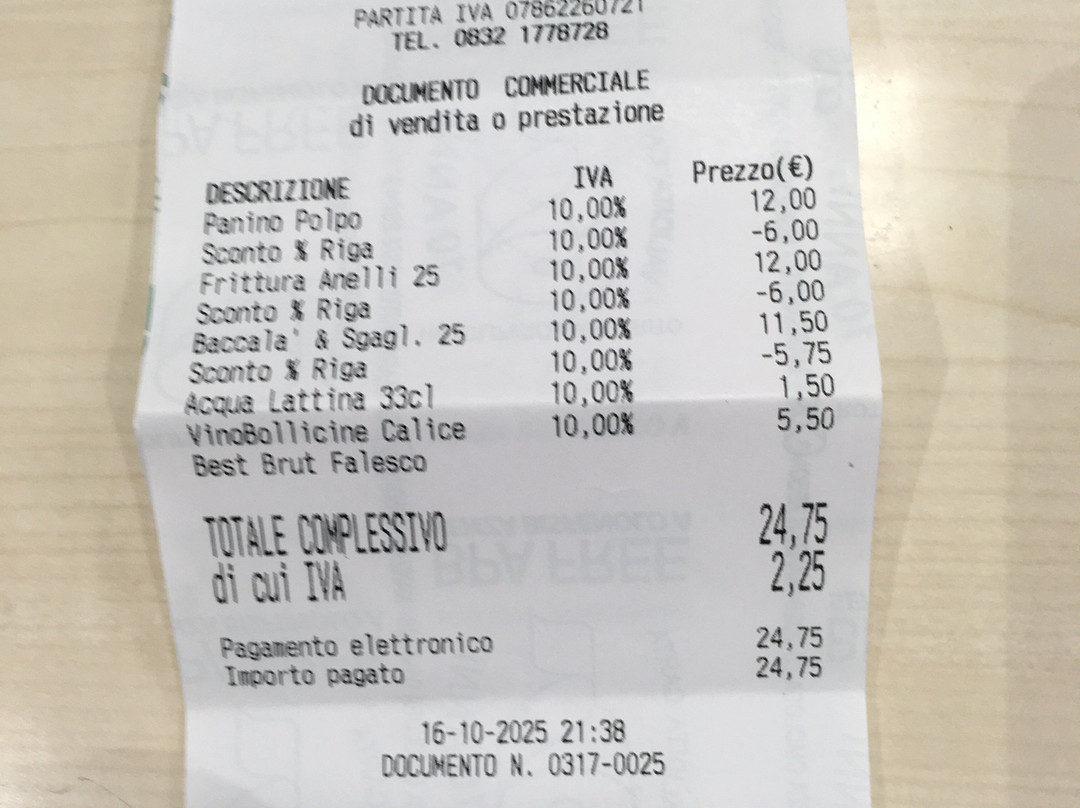 PARTITA IVA 07862260721
TEL. 0832 1778728
DOCUMENTO COMMERCIALE
di vendita o prestazione
DESCRIZIONE IVA Prezzo(€)
Panino Polpo 10,00% 12,00
Sconto % Riga 10,00% -6,00
Frittura Anelli 25 10,00% 12,00
Sconto % Riga 10,00% -6,00
Baccala' & Sgagl. 25 10,00% 11,50
Sconto % Riga 10,00% -5,75
Acqua Lattina 33cl 10,00% 1,50
VinoBollicine Calice 10,00% 5,50
Best Brut Falesco
TOTALE COMPLESSIVO 24,75
di cui IVA 2,25
Pagamento elettronico 24,75
Importo pagato 24,75
16-10-2025 21:38
DOCUMENTO N. 0317-0025